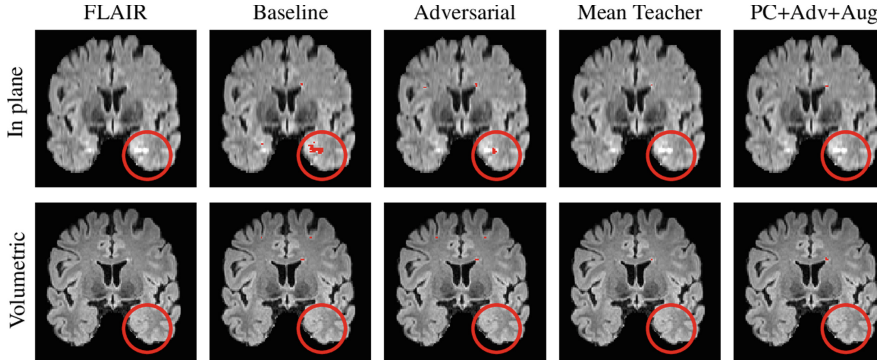 FLAIR Baseline Adversarial Mean Teacher PC+Adv+Aug
In plane
Volumetric